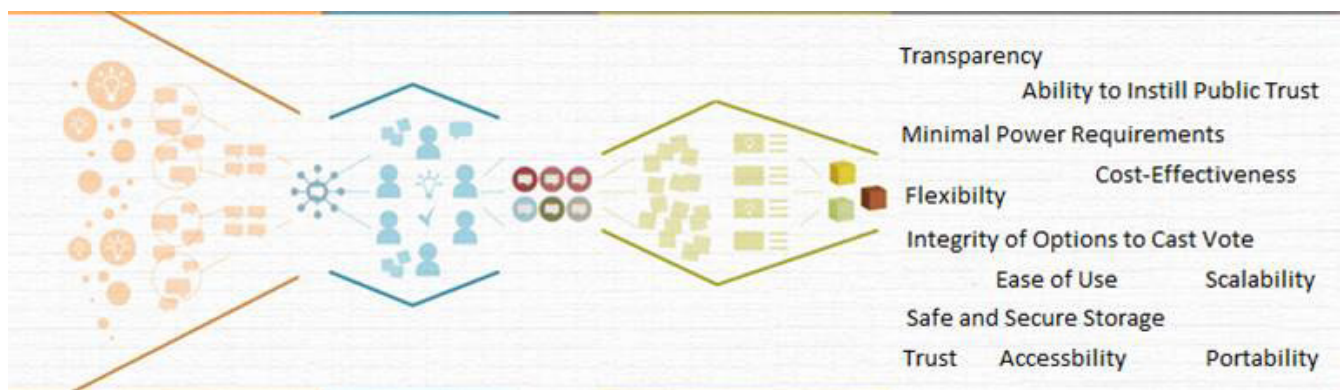 Transparency
Ability to Instill Public Trust
Minimal Power Requirements
Cost-Effectiveness
Flexibilty
Integrity of Options to Cast Vote
Ease of Use Scalability
Safe and Secure Storage
Trust Accessbility Portability